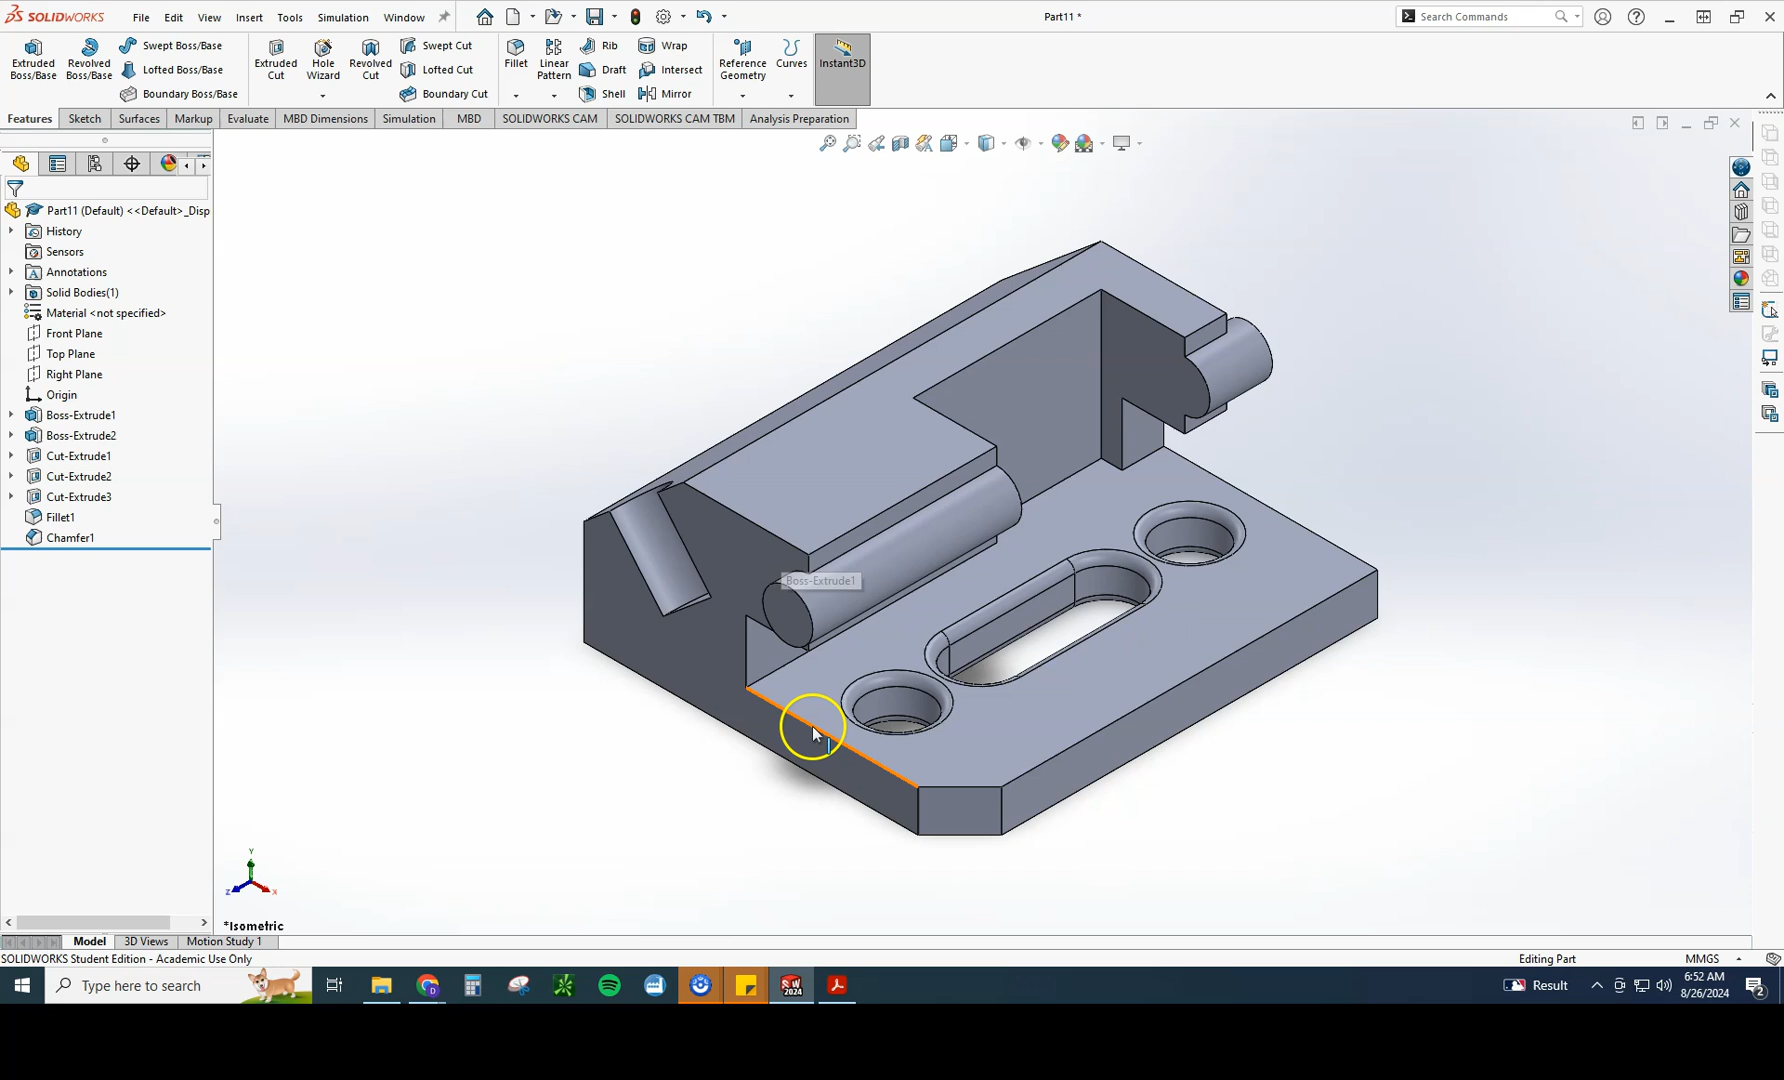 SOLIDWORKS File Edit View Insert Tools Simulation Window Part11 * Search Commands
Extruded Boss/Base
Revolved Boss/Base
Swept Boss/Base
Lofted Boss/Base
Boundary Boss/Base
Extruded Cut
Hole Wizard
Revolved Cut
Swept Cut
Lofted Cut
Boundary Cut
Fillet
Linear Pattern
Rib
Draft
Shell
Wrap
Intersect
Mirror
Reference Geometry
Curves
Instant3D
Features Sketch Surfaces Markup Evaluate MBD Dimensions Simulation MBD SOLIDWORKS CAM SOLIDWORKS CAM TBM Analysis Preparation
Part11 (Default) <<Default>_Disp
History
Sensors
Annotations
Solid Bodies(1)
Material <not specified>
Front Plane
Top Plane
Right Plane
Origin
Boss-Extrude1
Boss-Extrude2
Cut-Extrude1
Cut-Extrude2
Cut-Extrude3
Fillet1
Chamfer1
Boss-Extrude1
Y
Z X
*Isometric
Model 3D Views Motion Study 1
SOLIDWORKS Student Edition - Academic Use Only Editing Part MMGS
Type here to search
SW
2024
Result
6:52 AM
8/26/2024
2